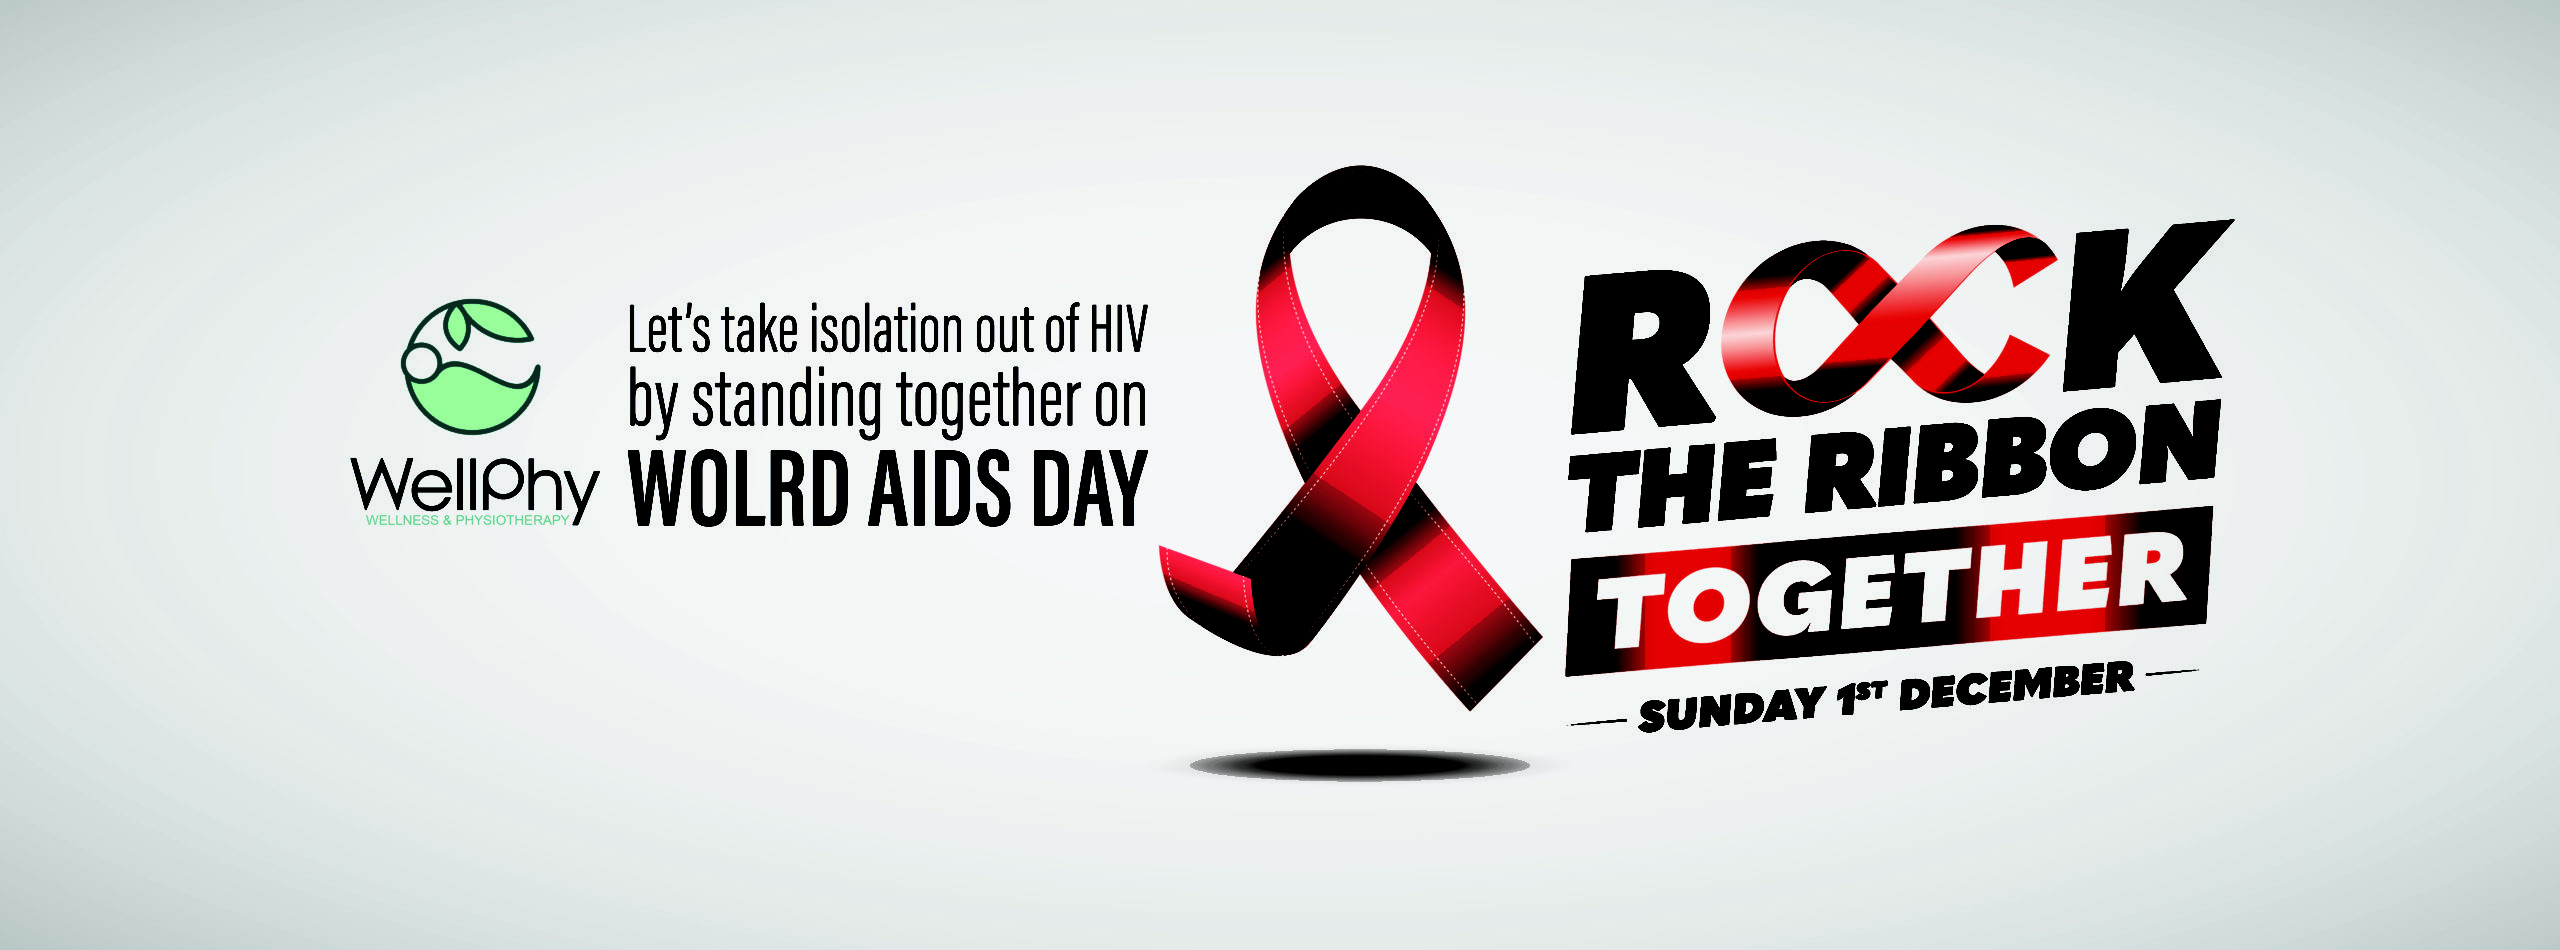 WellPhy
WELLNESS & PHYSIOTHERAPY
Let's take isolation out of HIV
by standing together on
WOLRD AIDS DAY
ROCK
THE RIBBON
TOGETHER
SUNDAY 1ST DECEMBER